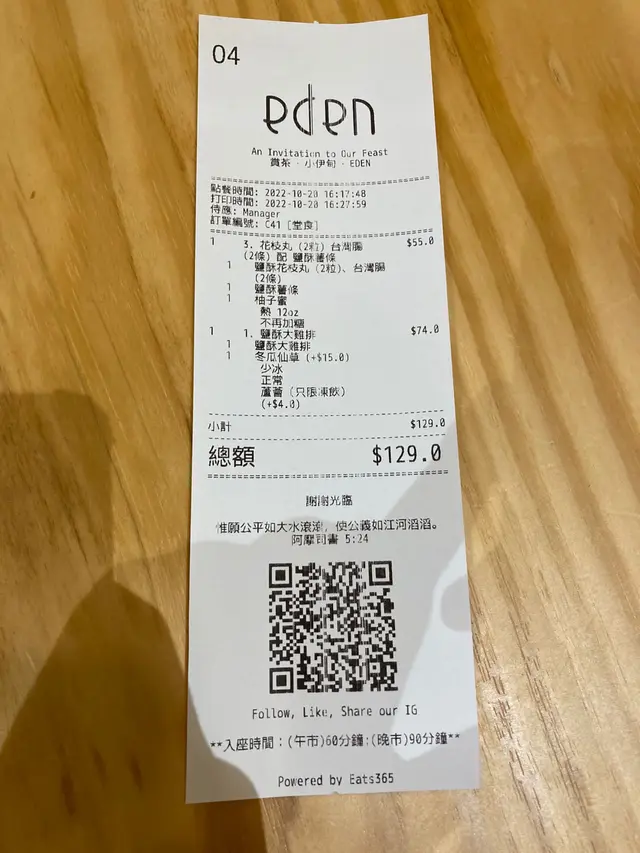 04
eden
An Invitation to Our Feast
賞茶 · 小伊甸 · EDEN
點餐時間: 2022-10-20 16:17:48
打印時間: 2022-10-20 16:27:59
侍應: Manager
訂單編號: C41 [堂食]
1 3. 花枝丸 (2粒) 台灣腸 $55.0
(2條) 配 鹽酥薯條
1 鹽酥花枝丸 (2粒)、台灣腸
(2條)
1 鹽酥薯條
1 柚子蜜
熱 12oz
不再加糖
1 1. 鹽酥大雞排 $74.0
1 鹽酥大雞排
1 冬瓜仙草 (+$15.0)
少冰
正常
蘆薈 (只限凍飲)
(+$4.0)
小計 $129.0
總額 $129.0
謝謝光臨
惟願公平如大水滾滾, 使公義如江河滔滔。
阿摩司書 5:24
Follow, Like, Share our IG
**入座時間:(午市)60分鐘;(晚市)90分鐘**
Powered by Eats365